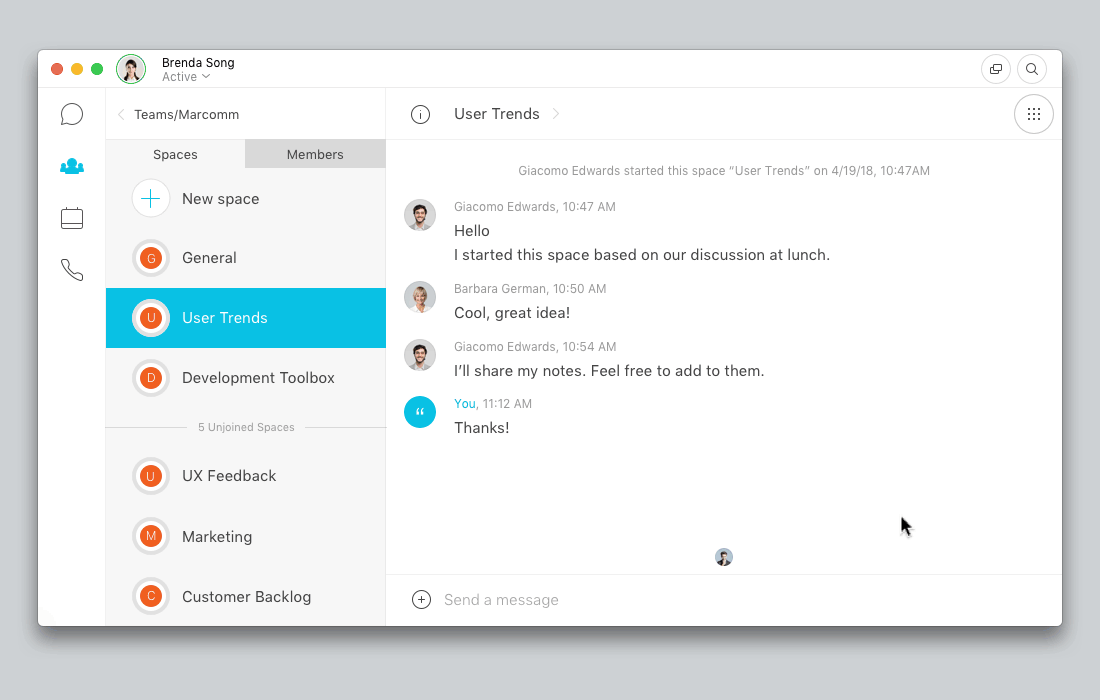 Brenda Song
Active
Teams/Marcomm
User Trends
Spaces
Members
Giacomo Edwards started this space “User Trends” on 4/19/18, 10:47AM
New space
G General
U User Trends
D Development Toolbox
5 Unjoined Spaces
U UX Feedback
M Marketing
C Customer Backlog
Giacomo Edwards, 10:47 AM
Hello
I started this space based on our discussion at lunch.
Barbara German, 10:50 AM
Cool, great idea!
Giacomo Edwards, 10:54 AM
I’ll share my notes. Feel free to add to them.
You, 11:12 AM
Thanks!
Send a message